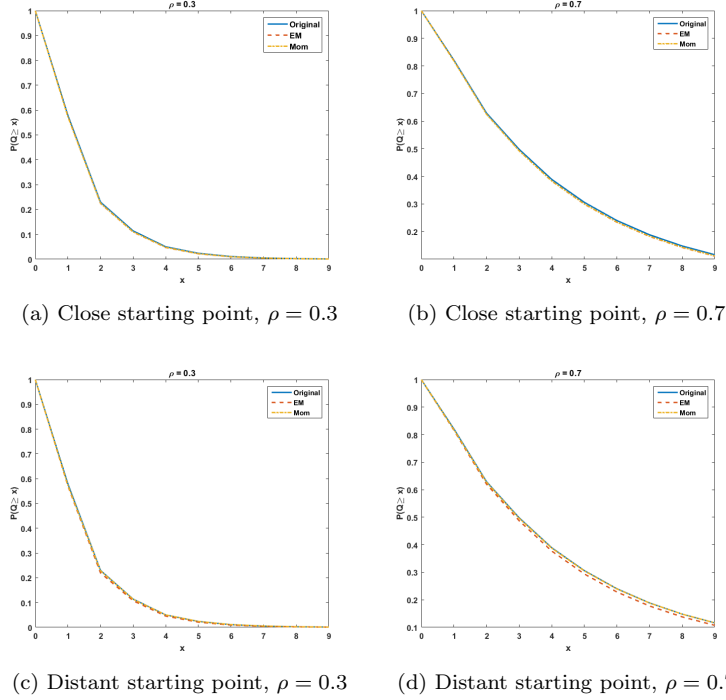 ρ = 0.3
Original
EM
Mom
P(Q≥ x)
1
0.9
0.8
0.7
0.6
0.5
0.4
0.3
0.2
0.1
0
0 1 2 3 4 5 6 7 8 9
x
(a) Close starting point, ρ = 0.3
ρ = 0.7
Original
EM
Mom
P(Q≥ x)
1
0.9
0.8
0.7
0.6
0.5
0.4
0.3
0.2
0 1 2 3 4 5 6 7 8 9
x
(b) Close starting point, ρ = 0.7
ρ = 0.3
Original
EM
Mom
P(Q≥ x)
1
0.9
0.8
0.7
0.6
0.5
0.4
0.3
0.2
0.1
0
0 1 2 3 4 5 6 7 8 9
x
(c) Distant starting point, ρ = 0.3
ρ = 0.7
Original
EM
Mom
P(Q≥ x)
1
0.9
0.8
0.7
0.6
0.5
0.4
0.3
0.2
0.1
0 1 2 3 4 5 6 7 8 9
x
(d) Distant starting point, ρ = 0.7